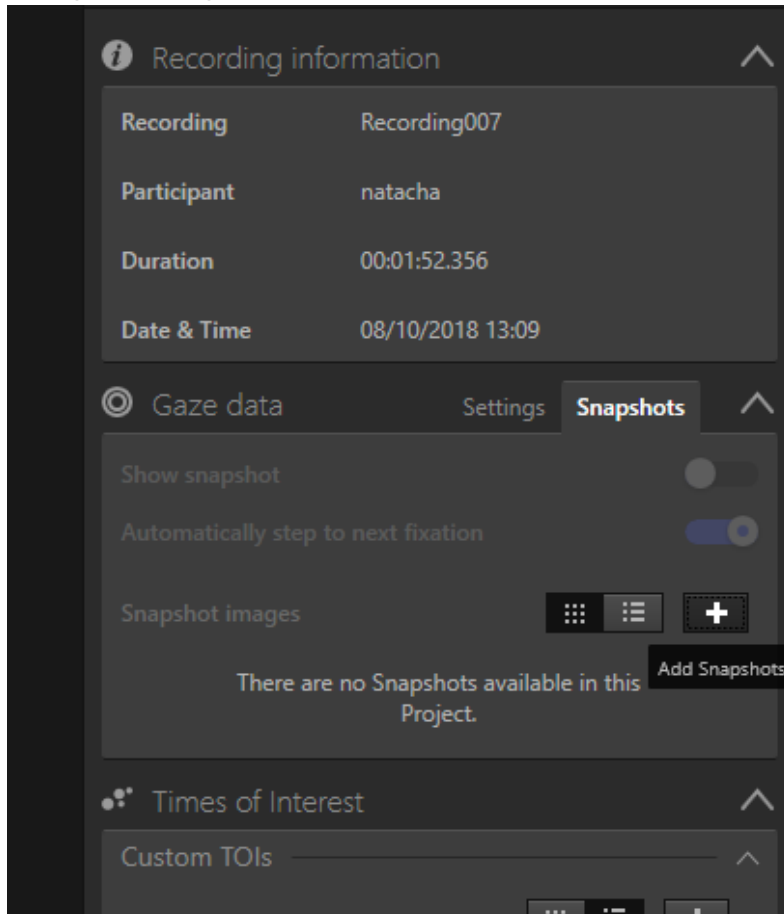 Recording information
Recording Recording007
Participant natacha
Duration 00:01:52.356
Date & Time 08/10/2018 13:09
Gaze data Settings Snapshots
Show snapshot
Automatically step to next fixation
Snapshot images
Add Snapshots
There are no Snapshots available in this
Project.
Times of Interest
Custom TOIs